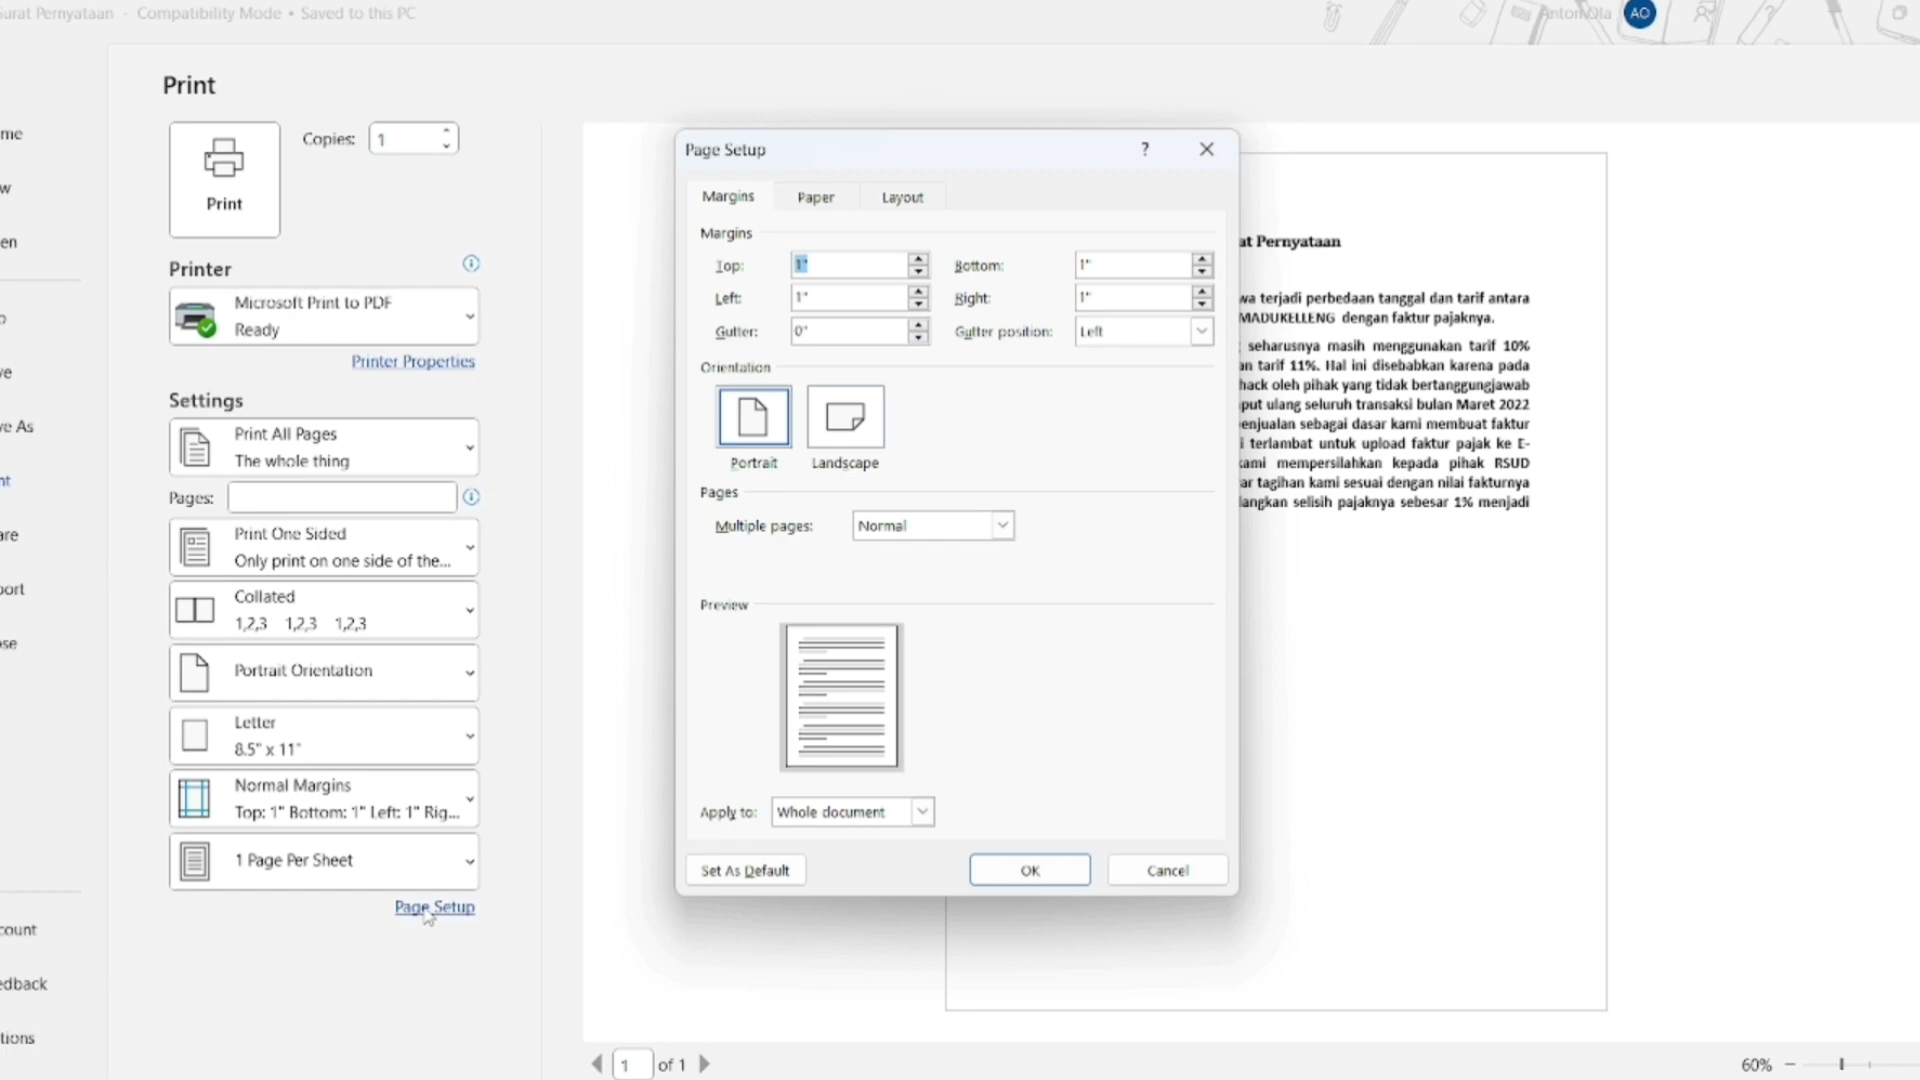 Surat Pernyataan - Compatibility Mode • Saved to this PC
Anton Ola AO
Print
Copies: 1
Print
Printer
Microsoft Print to PDF
Ready
Printer Properties
Settings
Print All Pages
The whole thing
Pages:
Print One Sided
Only print on one side of the...
Collated
1,2,3 1,2,3 1,2,3
Portrait Orientation
Letter
8.5" x 11"
Normal Margins
Top: 1" Bottom: 1" Left: 1" Rig...
1 Page Per Sheet
Page Setup
me
w
en
ve
ve As
nt
are
port
ose
count
edback
tions
Page Setup ?
Margins Paper Layout
Margins
Top: 1" Bottom: 1"
Left: 1" Right: 1"
Gutter: 0" Gutter position: Left
Orientation
Portrait Landscape
Pages
Multiple pages: Normal
Preview
Apply to: Whole document
Set As Default OK Cancel
at Pernyataan
wa terjadi perbedaan tanggal dan tarif antara
MADUKELLENG dengan faktur pajaknya.
seharusnya masih menggunakan tarif 10%
an tarif 11%. Hal ini disebabkan karena pada
hack oleh pihak yang tidak bertanggungjawab
put ulang seluruh transaksi bulan Maret 2022
enjualan sebagai dasar kami membuat faktur
i terlambat untuk upload faktur pajak ke E-
kami mempersilahkan kepada pihak RSUD
ar tagihan kami sesuai dengan nilai fakturnya
langkan selisih pajaknya sebesar 1% menjadi
1 of 1
60%